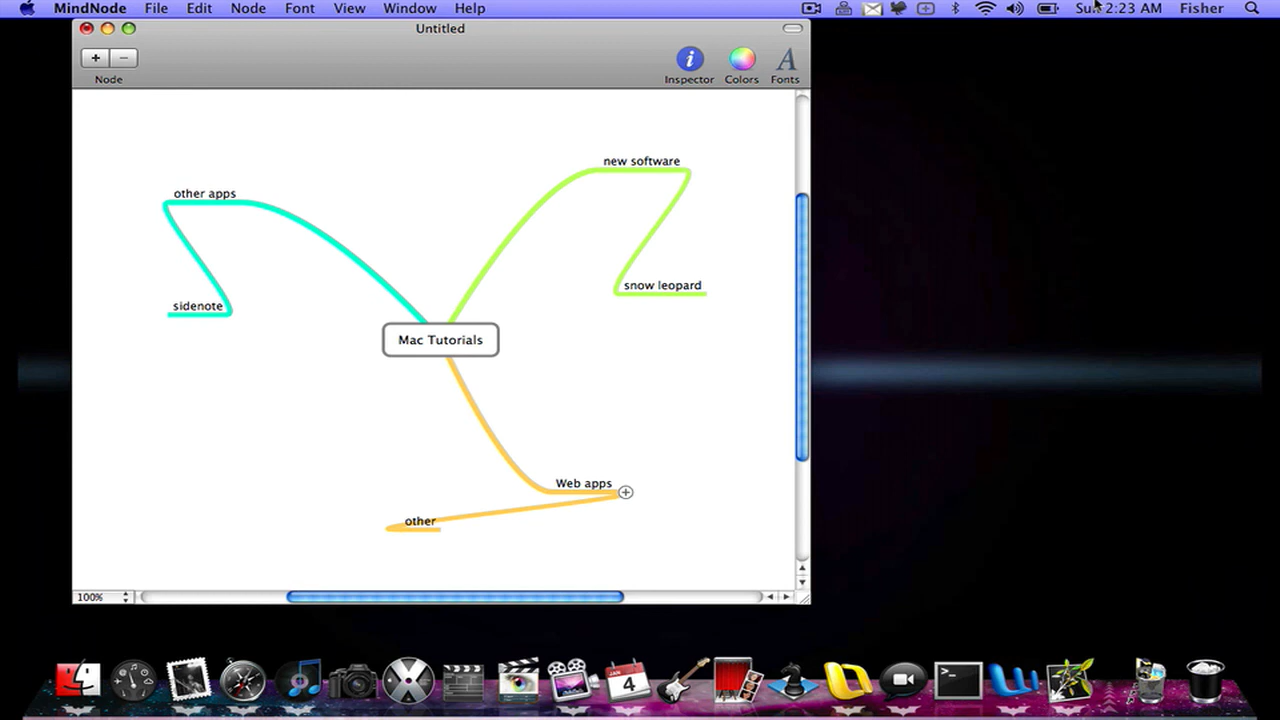 MindNode File Edit Node Font View Window Help Sun 2:23 AM Fisher
Untitled
+ −
Node
i
Inspector
Colors
A
Fonts
new software
other apps
snow leopard
sidenote
Mac Tutorials
Web apps
other
100%
4